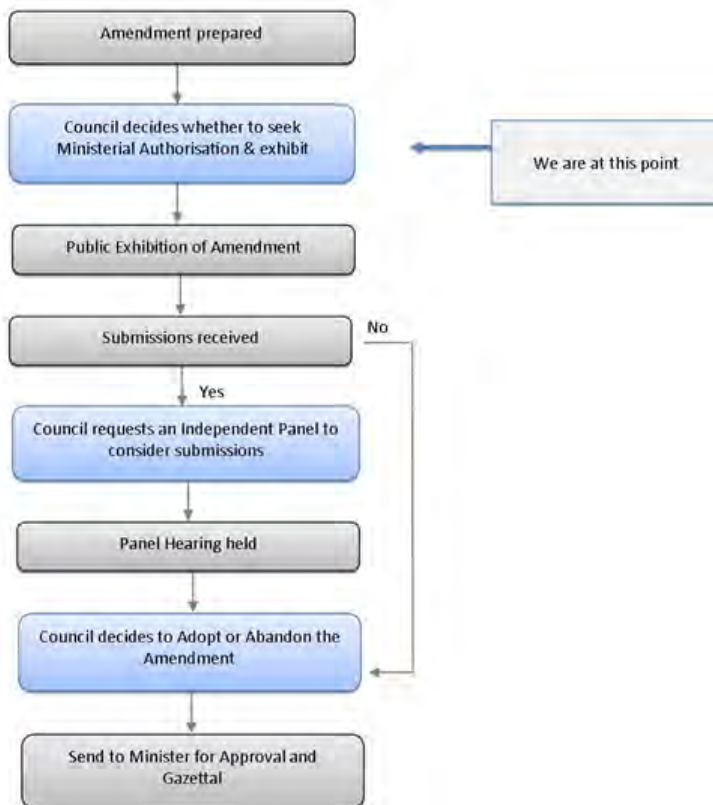 Amendment prepared
Council decides whether to seek
Ministerial Authorisation & exhibit
We are at this point
Public Exhibition of Amendment
Submissions received
No
Yes
Council requests an Independent Panel to
consider submissions
Panel Hearing held
Council decides to Adopt or Abandon the
Amendment
Send to Minister for Approval and
Gazettal